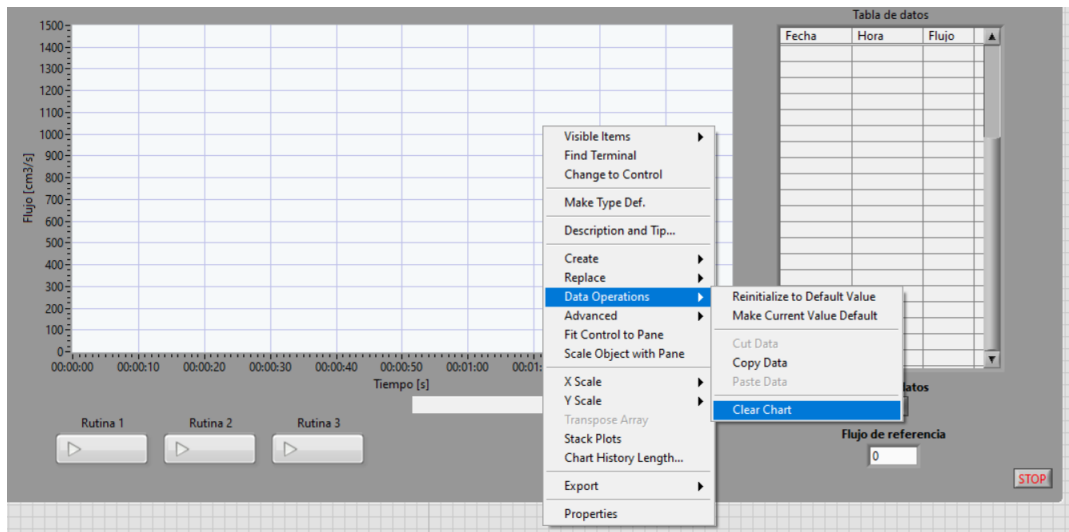 Tabla de datos
Fecha Hora Flujo
1500
1400
1300
1200
1100
1000
900
800
700
600
500
400
300
200
100
0
Flujo [cm3/s]
00:00:00 00:00:10 00:00:20 00:00:30 00:00:40 00:00:50 00:01:00 00:01:
Tiempo [s]
Visible Items
Find Terminal
Change to Control
Make Type Def.
Description and Tip...
Create
Replace
Data Operations
Advanced
Fit Control to Pane
Scale Object with Pane
X Scale
Y Scale
Transpose Array
Stack Plots
Chart History Length...
Export
Properties
Reinitialize to Default Value
Make Current Value Default
Cut Data
Copy Data
Paste Data
Clear Chart
Rutina 1 Rutina 2 Rutina 3
latos
Flujo de referencia
0
STOP